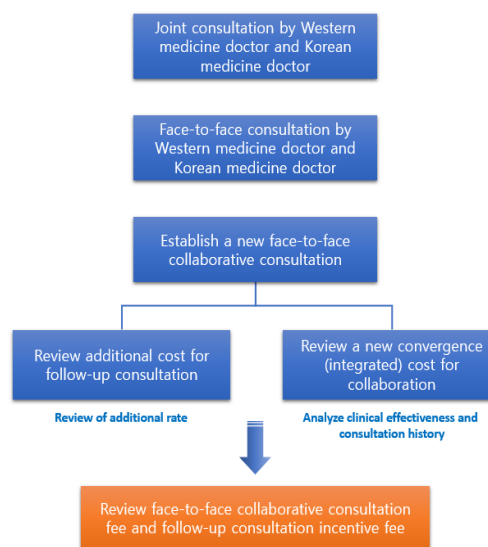 Joint consultation by Western
medicine doctor and Korean
medicine doctor
Face-to-face consultation by
Western medicine doctor and
Korean medicine doctor
Establish a new face-to-face
collaborative consultation
Review additional cost for
follow-up consultation
Review of additional rate
Review a new convergence
(integrated) cost for
collaboration
Analyze clinical effectiveness and
consultation history
Review face-to-face collaborative consultation
fee and follow-up consultation incentive fee